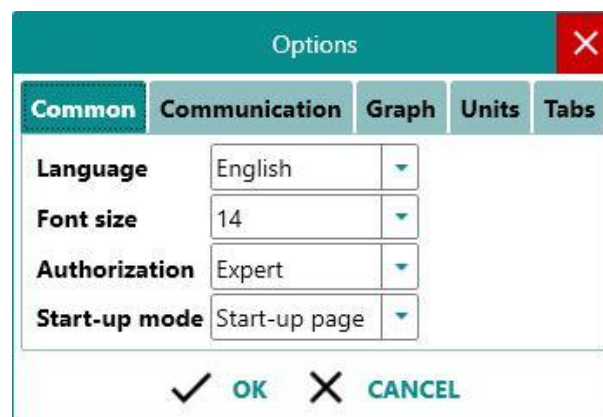 Options
Common Communication Graph Units Tabs
Language English
Font size 14
Authorization Expert
Start-up mode Start-up page
OK CANCEL